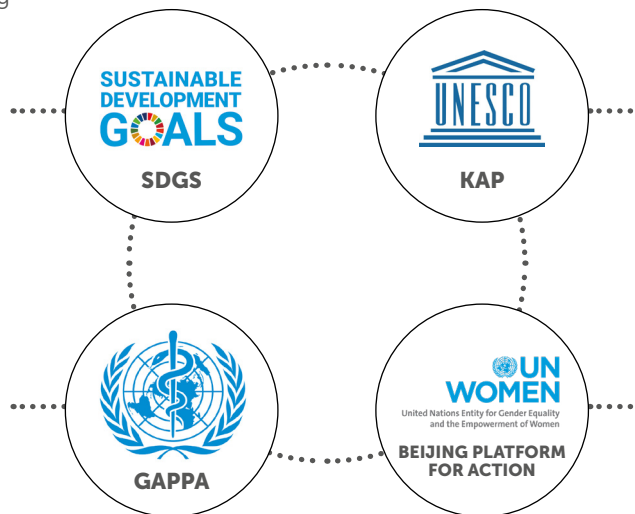 g
SUSTAINABLE
DEVELOPMENT
GOALS
SDGS
UNESCO
KAP
GAPPA
UN
WOMEN
United Nations Entity for Gender Equality
and the Empowerment of Women
BEIJING PLATFORM
FOR ACTION